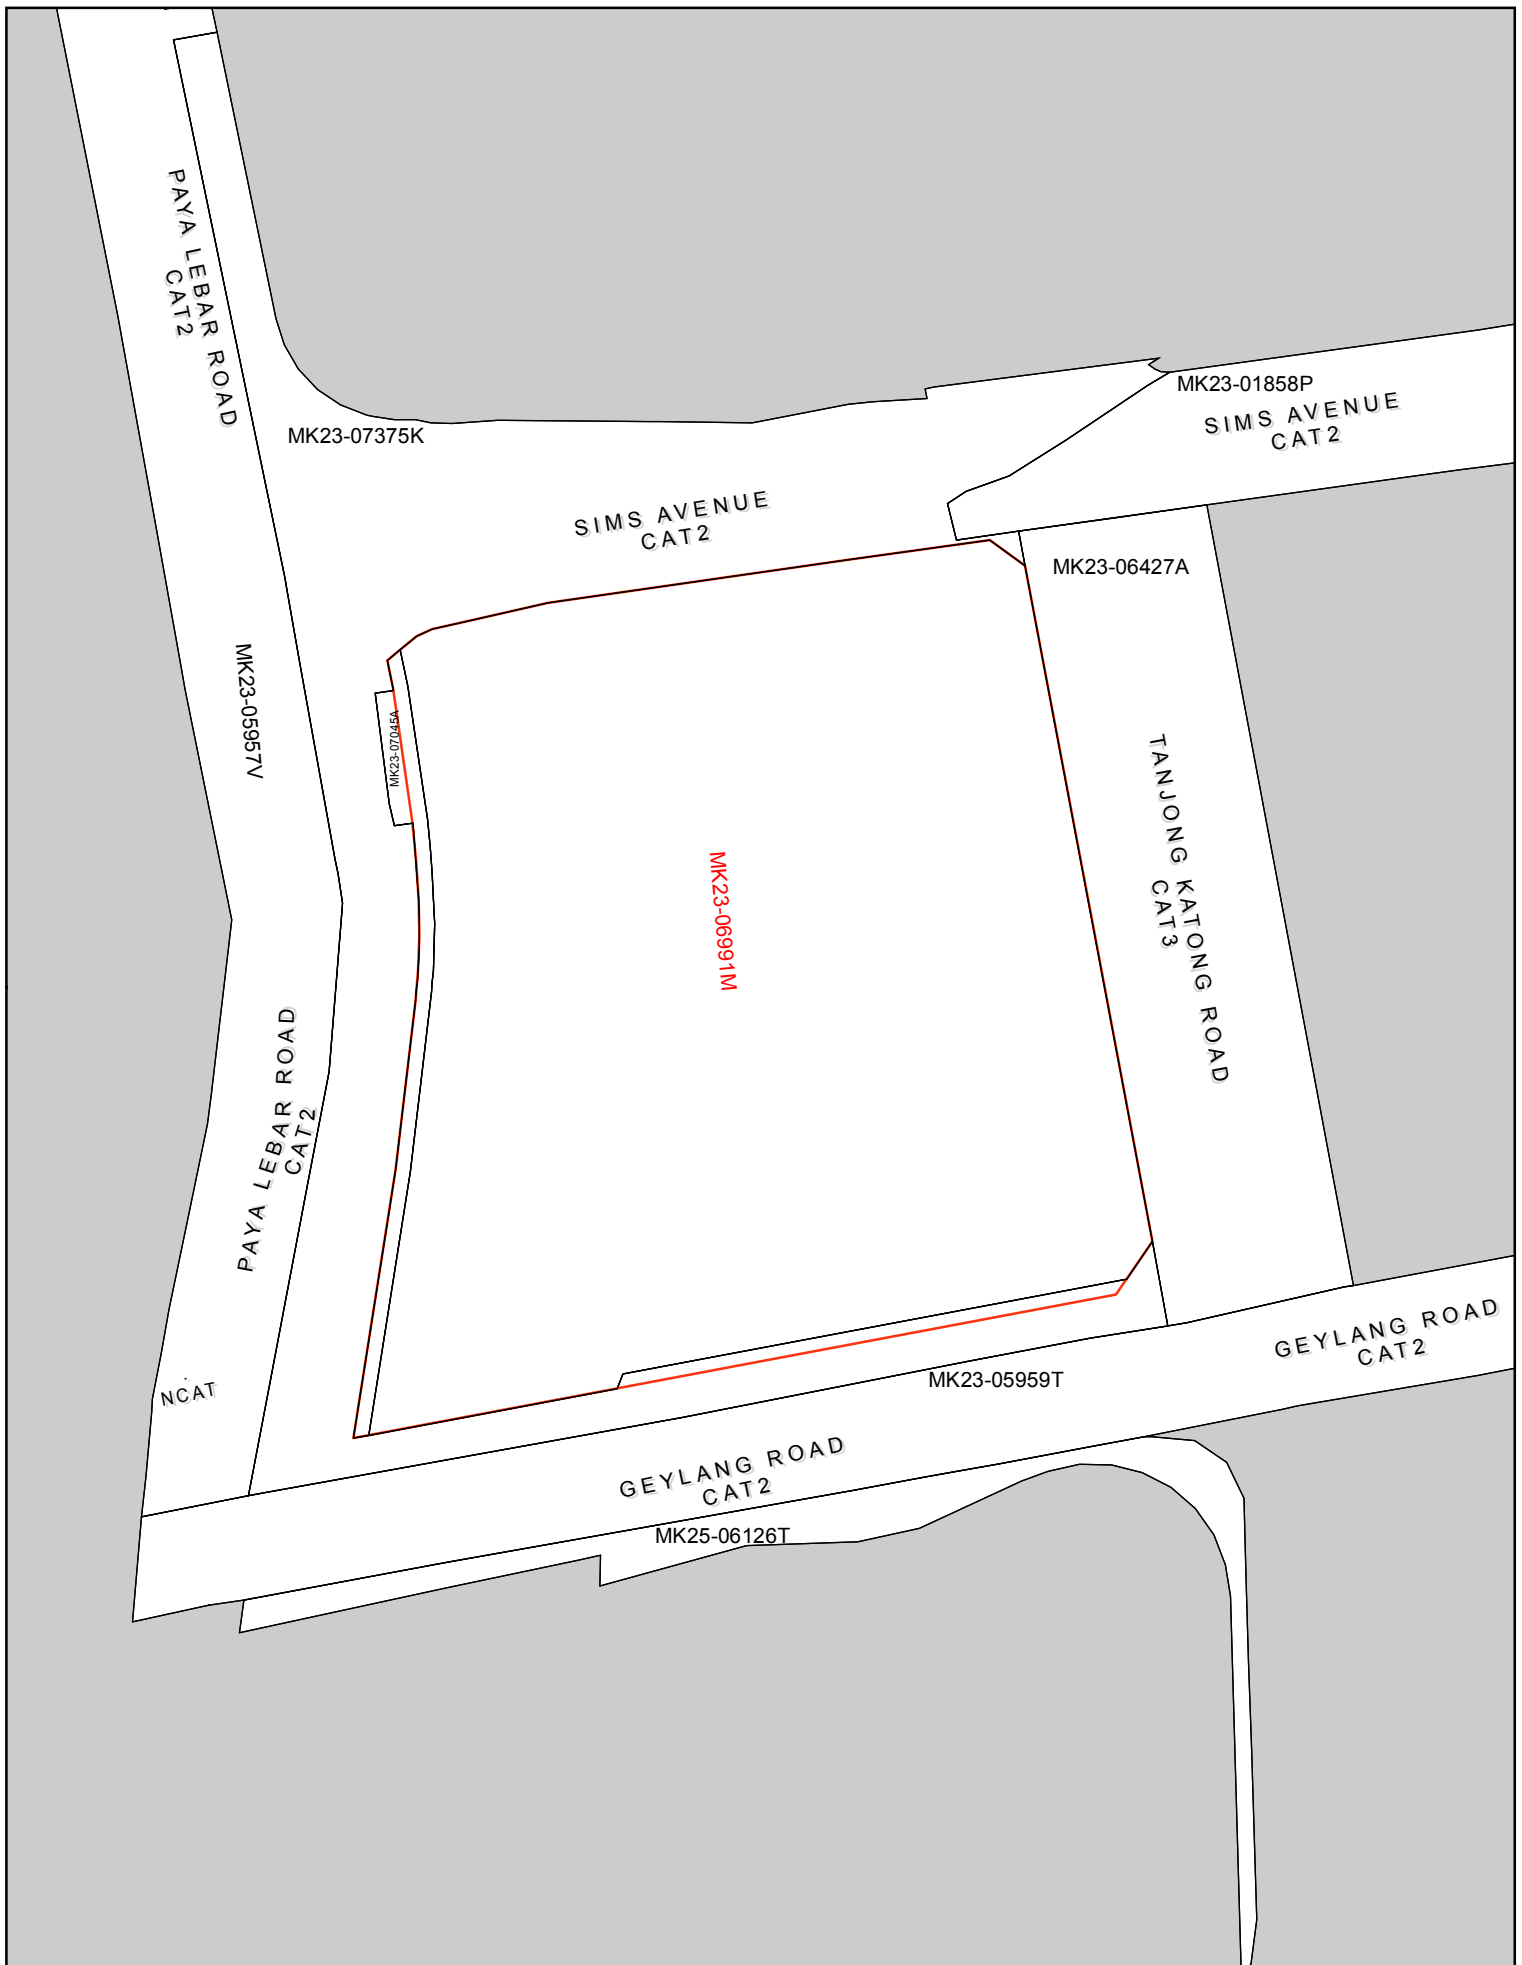 PAYA LEBAR ROAD
CAT2
MK23-01858P
SIMS AVENUE
CAT2
MK23-07375K
SIMS AVENUE
CAT2
MK23-06427A
MK23-05957V
MK23-07045A
TANJONG KATONG ROAD
CAT3
MK23-06991M
PAYA LEBAR ROAD
CAT2
GEYLANG ROAD
CAT2
NCAT
MK23-05959T
GEYLANG ROAD
CAT2
MK25-06126T